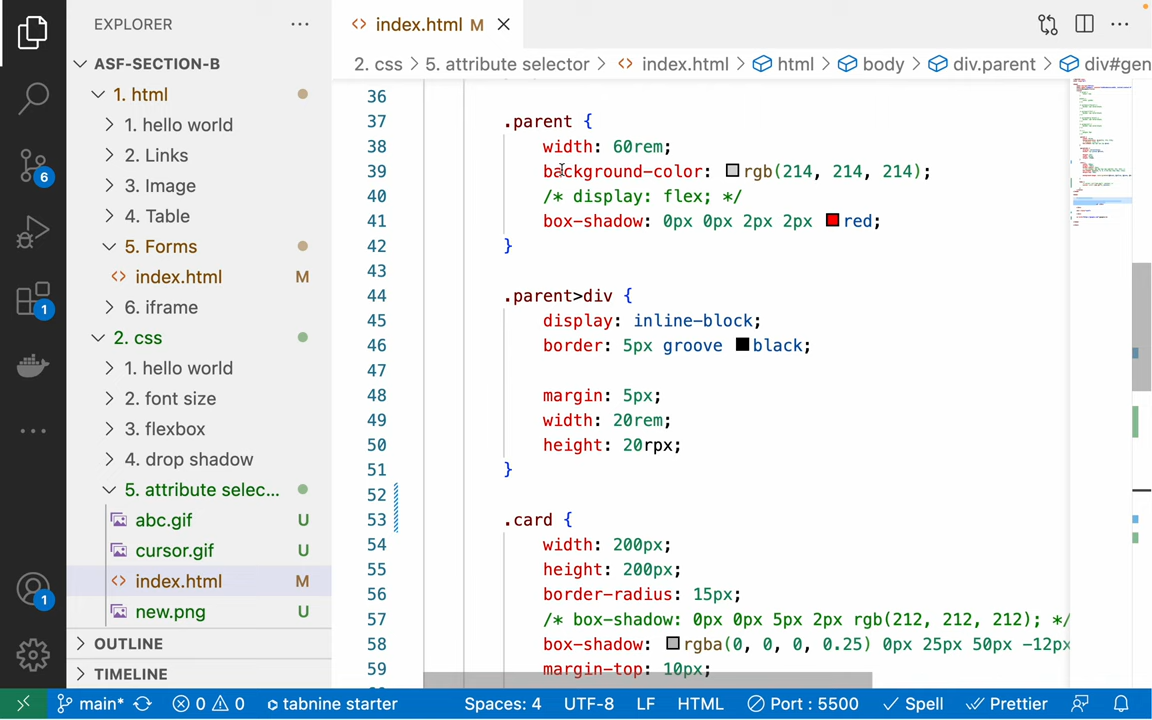 EXPLORER
index.html M
ASF-SECTION-B
2. css > 5. attribute selector > index.html > html > body > div.parent > div#gen
1. html
1. hello world
2. Links
3. Image
4. Table
5. Forms
index.html M
6. iframe
2. css
1. hello world
2. font size
3. flexbox
4. drop shadow
5. attribute selec...
abc.gif U
cursor.gif U
index.html M
new.png U
OUTLINE
TIMELINE
6
1
1
36
37 .parent {
38 width: 60rem;
39 background-color: rgb(214, 214, 214);
40 /* display: flex; */
41 box-shadow: 0px 0px 2px 2px red;
42 }
43
44 .parent>div {
45 display: inline-block;
46 border: 5px groove black;
47
48 margin: 5px;
49 width: 20rem;
50 height: 20rpx;
51 }
52
53 .card {
54 width: 200px;
55 height: 200px;
56 border-radius: 15px;
57 /* box-shadow: 0px 0px 5px 2px rgb(212, 212, 212); */
58 box-shadow: rgba(0, 0, 0, 0.25) 0px 25px 50px -12px
59 margin-top: 10px;
main* 0 0 tabnine starter Spaces: 4 UTF-8 LF HTML Port : 5500 Spell Prettier